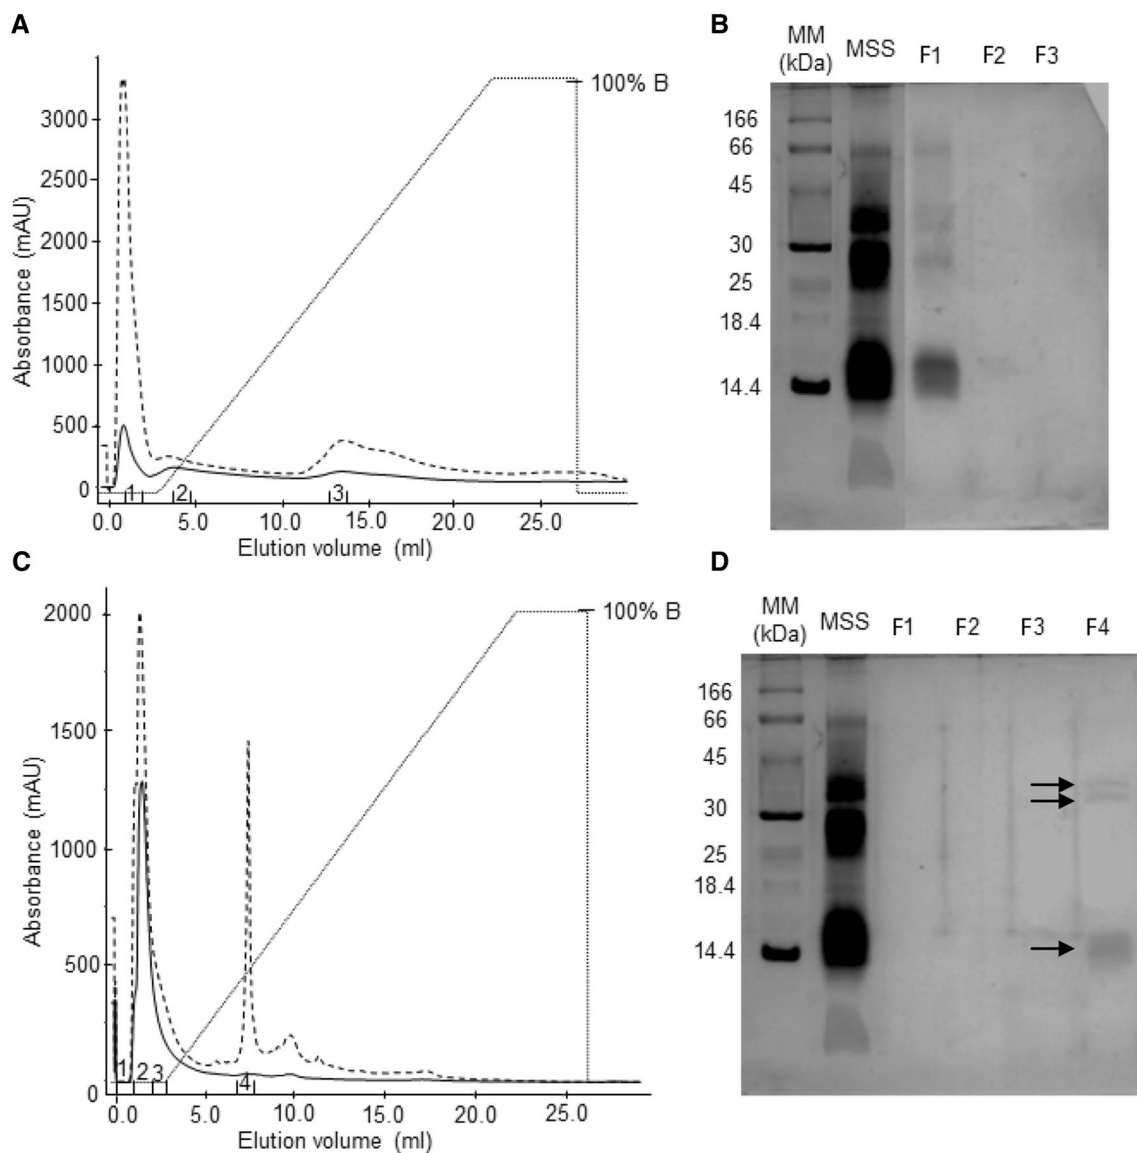 A
Absorbance (mAU)
3000
2500
2000
1500
1000
500
0
100% B
1 2 3
0.0 5.0 10.0 15.0 20.0 25.0
Elution volume (ml)
B
MM (kDa) MSS F1 F2 F3
166
66
45
30
25
18.4
14.4
C
Absorbance (mAU)
2000
1500
1000
500
0
100% B
1 2 3 4
0.0 5.0 10.0 15.0 20.0 25.0
Elution volume (ml)
D
MM (kDa) MSS F1 F2 F3 F4
166
66
45
30
25
18.4
14.4